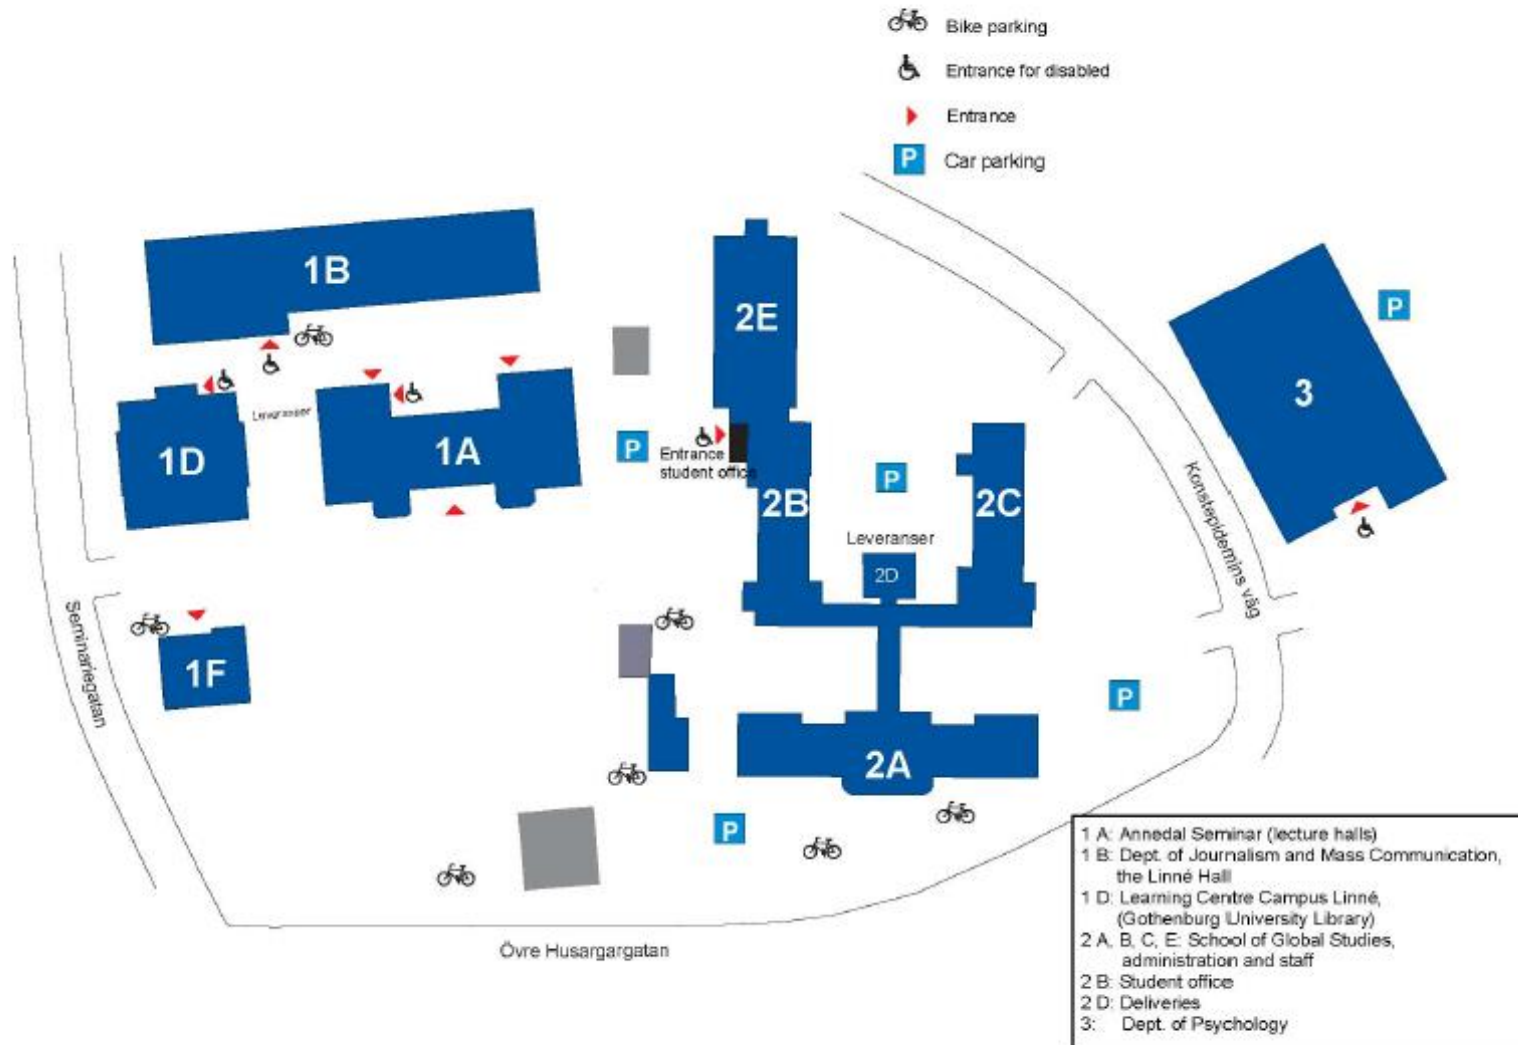 Bike parking
Entrance for disabled
Entrance
P Car parking
1B
2E
P
3
Leveranser
1D
1A
P
Entrance
student office
P
2B
2C
Leveranser
2D
Konstepidemins väg
Seminariegatan
1F
P
2A
P
1 A: Annedal Seminar (lecture halls)
1 B: Dept. of Journalism and Mass Communication,
the Linné Hall
1 D: Learning Centre Campus Linné,
(Gothenburg University Library)
2 A, B, C, E: School of Global Studies,
administration and staff
2 B: Student office
2 D: Deliveries
3: Dept. of Psychology
Övre Husargargatan